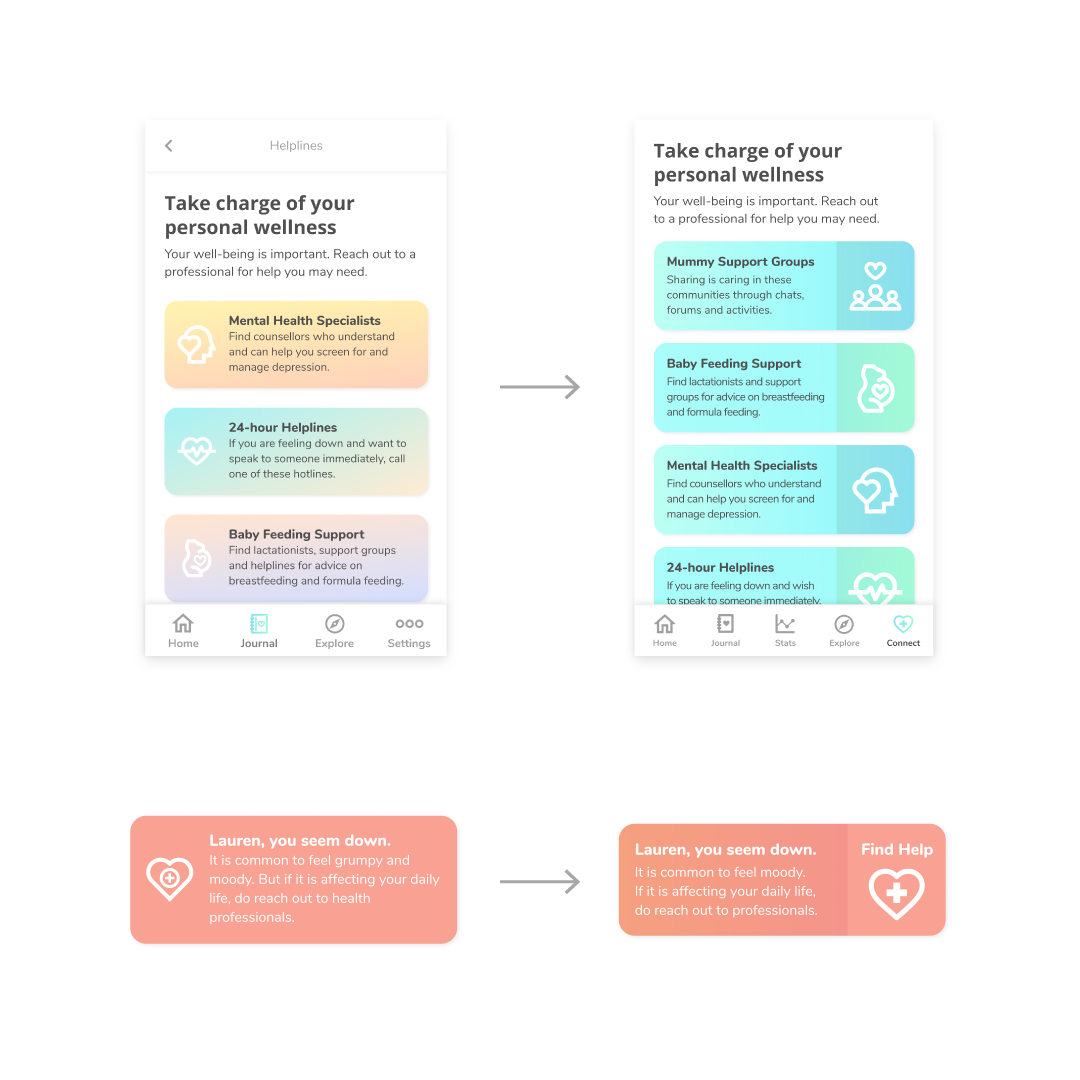 Helplines
Take charge of your
personal wellness
Your well-being is important. Reach out to a
professional for help you may need.
Mental Health Specialists
Find counsellors who understand
and can help you screen for and
manage depression.
24-hour Helplines
If you are feeling down and want to
speak to someone immediately, call
one of these hotlines.
Baby Feeding Support
Find lactationists, support groups
and helplines for advice on
breastfeeding and formula feeding.
Home Journal Explore Settings
Take charge of your
personal wellness
Your well-being is important. Reach out
to a professional for help you may need.
Mummy Support Groups
Sharing is caring in these
communities through chats,
forums and activities.
Baby Feeding Support
Find lactationists and support
groups for advice on breastfeeding
and formula feeding.
Mental Health Specialists
Find counsellors who understand
and can help you screen for and
manage depression.
24-hour Helplines
If you are feeling down and wish
to speak to someone immediately,
Home Journal Stats Explore Connect
Lauren, you seem down.
It is common to feel grumpy and
moody. But if it is affecting your daily
life, do reach out to health
professionals.
Lauren, you seem down.
It is common to feel moody.
If it is affecting your daily life,
do reach out to professionals.
Find Help